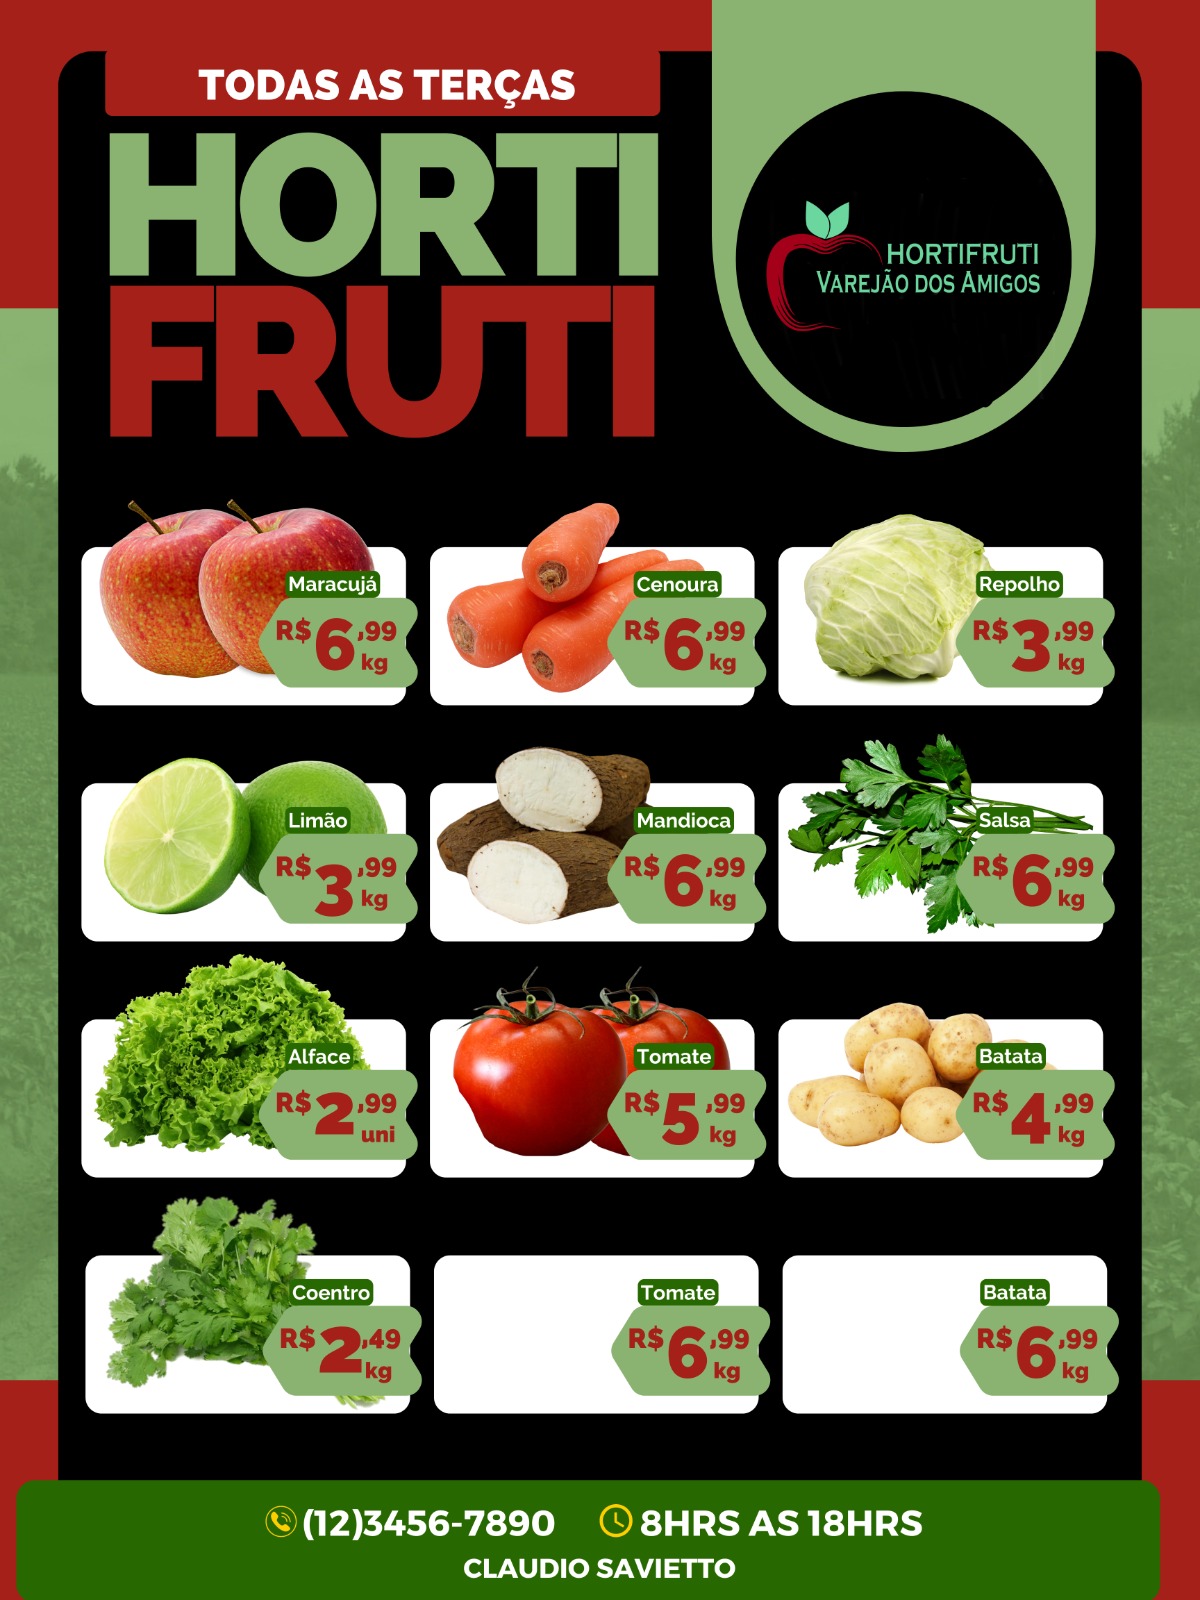 TODAS AS TERÇAS
HORTI
FRUTI
HORTIFRUTI
VAREJÃO DOS AMIGOS
Maracujá
R$6,99
kg
Cenoura
R$6,99
kg
Repolho
R$3,99
kg
Limão
R$3,99
kg
Mandioca
R$6,99
kg
Salsa
R$6,99
kg
Alface
R$2,99
uni
Tomate
R$5,99
kg
Batata
R$4,99
kg
Coentro
R$2,49
kg
Tomate
R$6,99
kg
Batata
R$6,99
kg
(12)3456-7890 8HRS AS 18HRS
CLAUDIO SAVIETTO